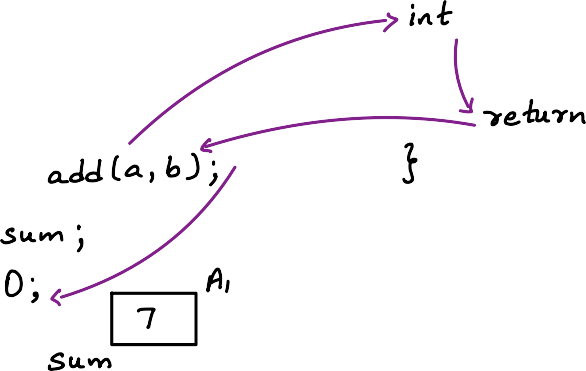 int
return
add(a, b);
}
sum;
0;
A1
7
sum